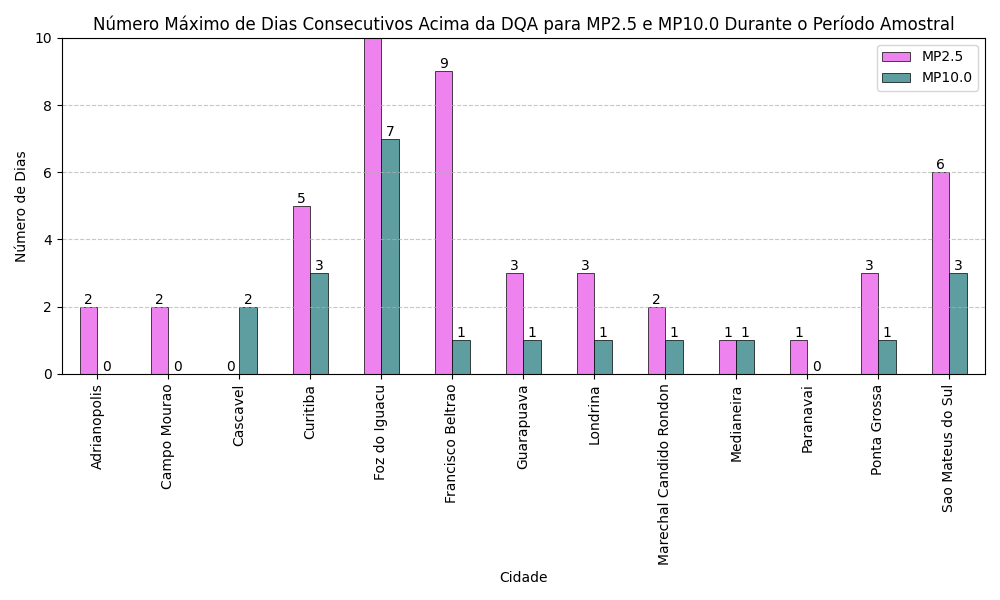 Número Máximo de Dias Consecutivos Acima da DQA para MP2.5 e MP10.0 Durante o Período Amostral
MP2.5
MP10.0
Número de Dias
10
8
6
4
2
0
2 0
2 0
0 2
5 3
7
9 1
3 1
3 1
2 1
1 1
1 0
3 1
6 3
Adrianopolis
Campo Mourao
Cascavel
Curitiba
Foz do Iguacu
Francisco Beltrao
Guarapuava
Londrina
Marechal Candido Rondon
Medianeira
Paranavai
Ponta Grossa
Sao Mateus do Sul
Cidade